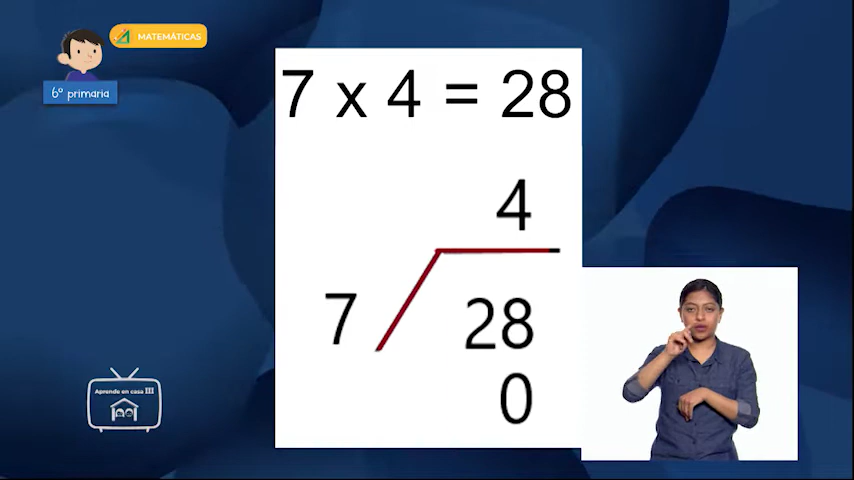 MATEMÁTICAS
6º primaria
7 x 4 = 28
4
7 28
0
Aprende en casa III